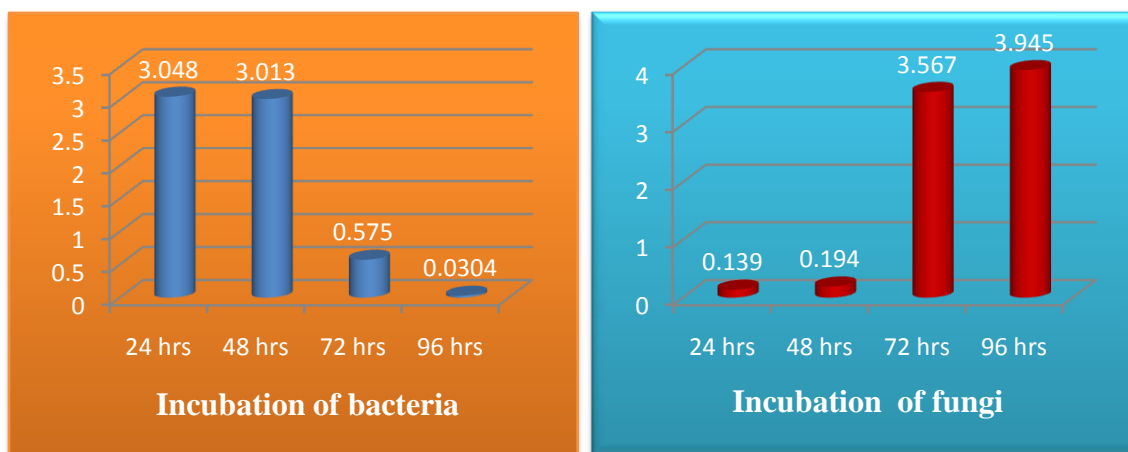 3.5
3
2.5
2
1.5
1
0.5
0
3.048
3.013
0.575
0.0304
24 hrs
48 hrs
72 hrs
96 hrs
Incubation of bacteria
4
3
2
1
0
0.139
0.194
3.567
3.945
24 hrs
48 hrs
72 hrs
96 hrs
Incubation of fungi